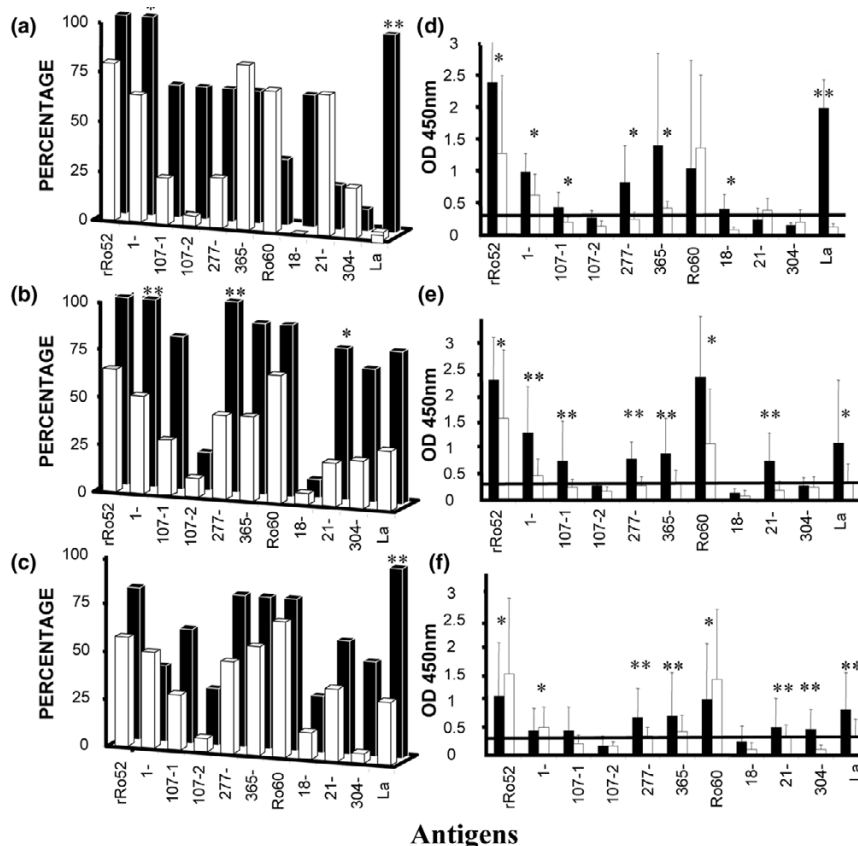 (a)
PERCENTAGE
100
75
50
25
0
*
**
rRo52 1- 107-1 107-2 277- 365- Ro60 18- 21- 304- La
(d)
OD 450nm
3
2.5
2
1.5
1
0.5
0
* * * * * * **
rRo52 1- 107-1 107-2 277- 365- Ro60 18- 21- 304- La
(b)
PERCENTAGE
100
75
50
25
0
** ** *
rRo52 1- 107-1 107-2 277- 365- Ro60 18- 21- 304- La
(e)
OD 450nm
3
2.5
2
1.5
1
0.5
0
* ** ** ** ** * ** *
rRo52 1- 107-1 107-2 277- 365- Ro60 18- 21- 304- La
(c)
PERCENTAGE
100
75
50
25
0
**
rRo52 1- 107-1 107-2 277- 365- Ro60 18- 21- 304- La
(f)
OD 450nm
3
2.5
2
1.5
1
0.5
0
* * ** ** * ** ** **
rRo52 1- 107-1 107-2 277- 365- Ro60 18- 21- 304- La
Antigens